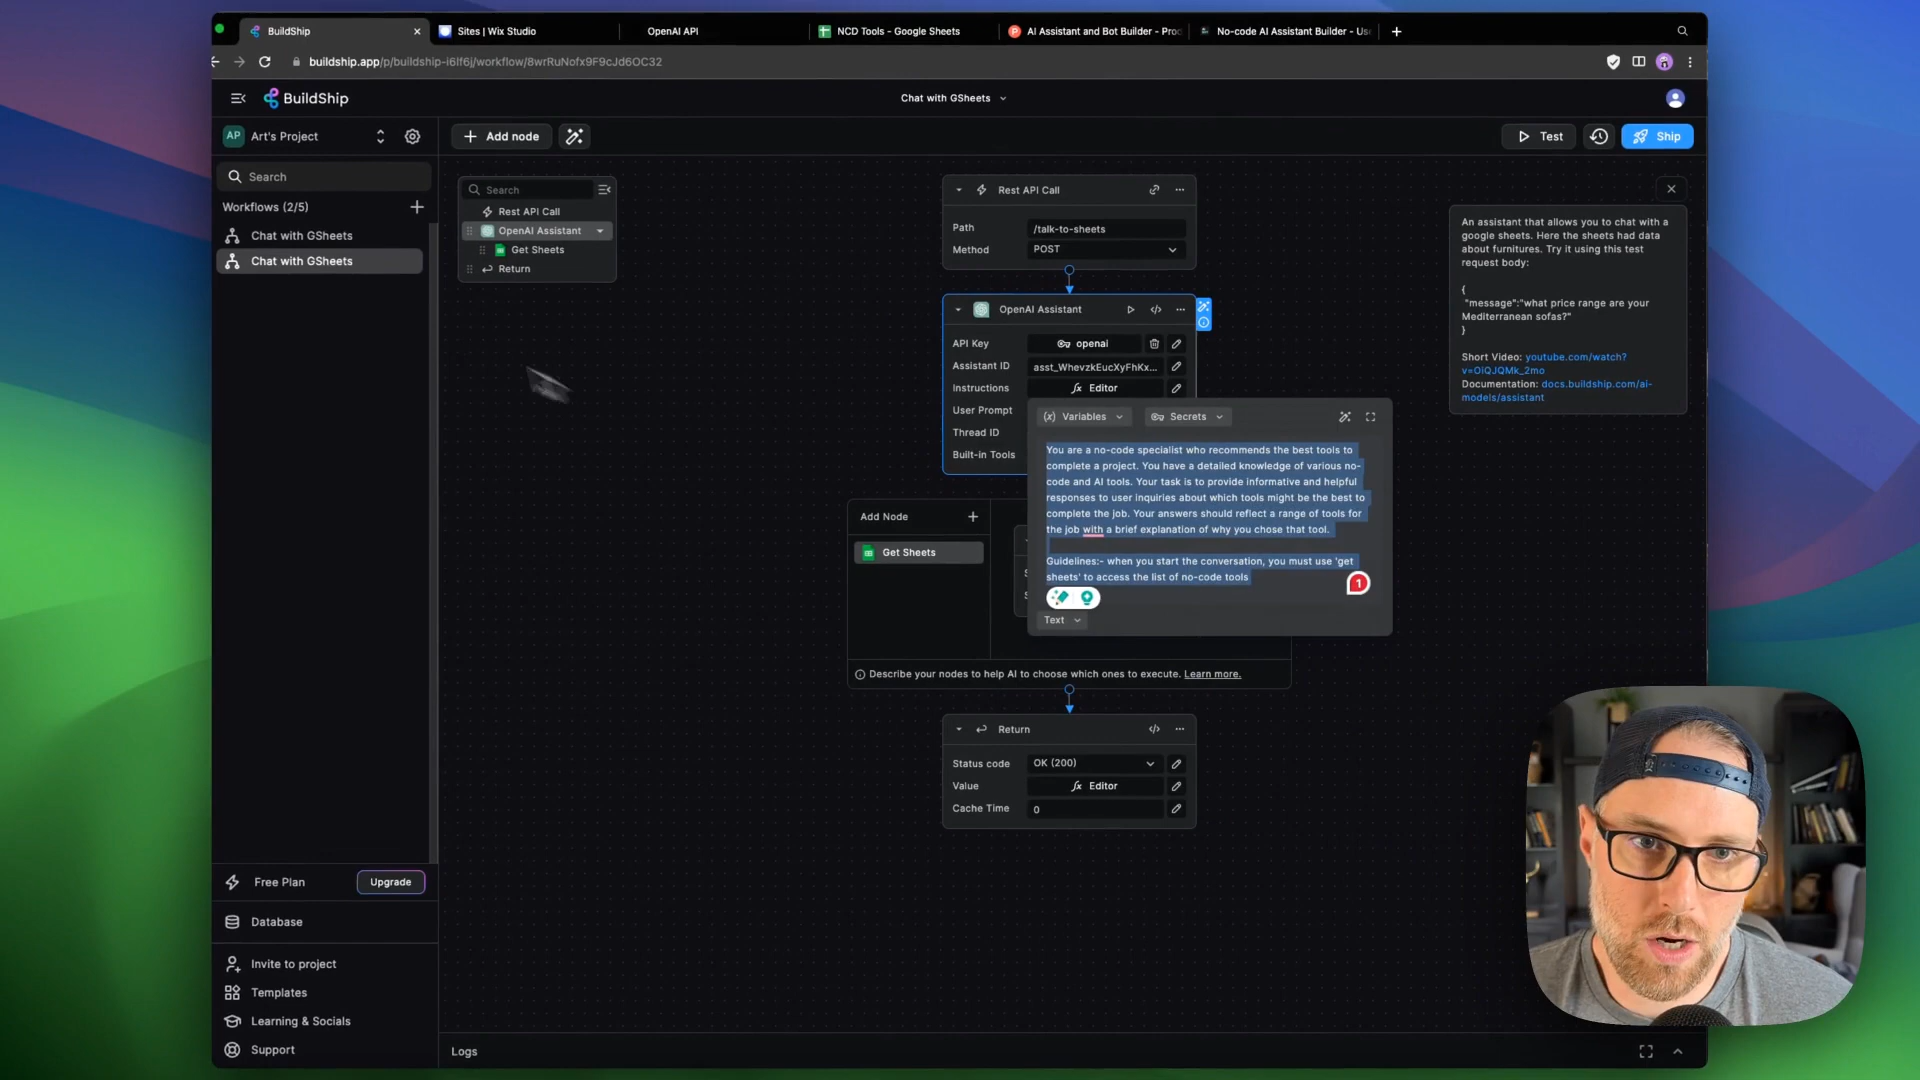 BuildShip
Sites | Wix Studio
OpenAI API
NCD Tools - Google Sheets
AI Assistant and Bot Builder - Proc
No-code AI Assistant Builder - Us
buildship.app/p/buildship-i6lf6j/workflow/8wrRuNofx9F9cJd6OC32
BuildShip
Chat with GSheets
AP
Art's Project
Add node
Test
Ship
Search
Workflows (2/5)
Chat with GSheets
Chat with GSheets
Search
Rest API Call
OpenAI Assistant
Get Sheets
Return
Rest API Call
Path
/talk-to-sheets
Method
POST
OpenAI Assistant
API Key
openai
Assistant ID
asst_WhevzkEucXyFhKx...
Instructions
Editor
User Prompt
Thread ID
Built-in Tools
Variables
Secrets
You are a no-code specialist who recommends the best tools to
complete a project. You have a detailed knowledge of various no-
code and AI tools. Your task is to provide informative and helpful
responses to user inquiries about which tools might be the best to
complete the job. Your answers should reflect a range of tools for
the job with a brief explanation of why you chose that tool.
Guidelines:- when you start the conversation, you must use 'get
sheets' to access the list of no-code tools
1
Text
Add Node
Get Sheets
Describe your nodes to help AI to choose which ones to execute. Learn more.
Return
Status code
OK (200)
Value
Editor
Cache Time
0
An assistant that allows you to chat with a
google sheets. Here the sheets had data
about furnitures. Try it using this test
request body:
{
"message":"what price range are your
Mediterranean sofas?"
}
Short Video: youtube.com/watch?
v=OiQJQMk_2mo
Documentation: docs.buildship.com/ai-
models/assistant
Free Plan
Upgrade
Database
Invite to project
Templates
Learning & Socials
Support
Logs